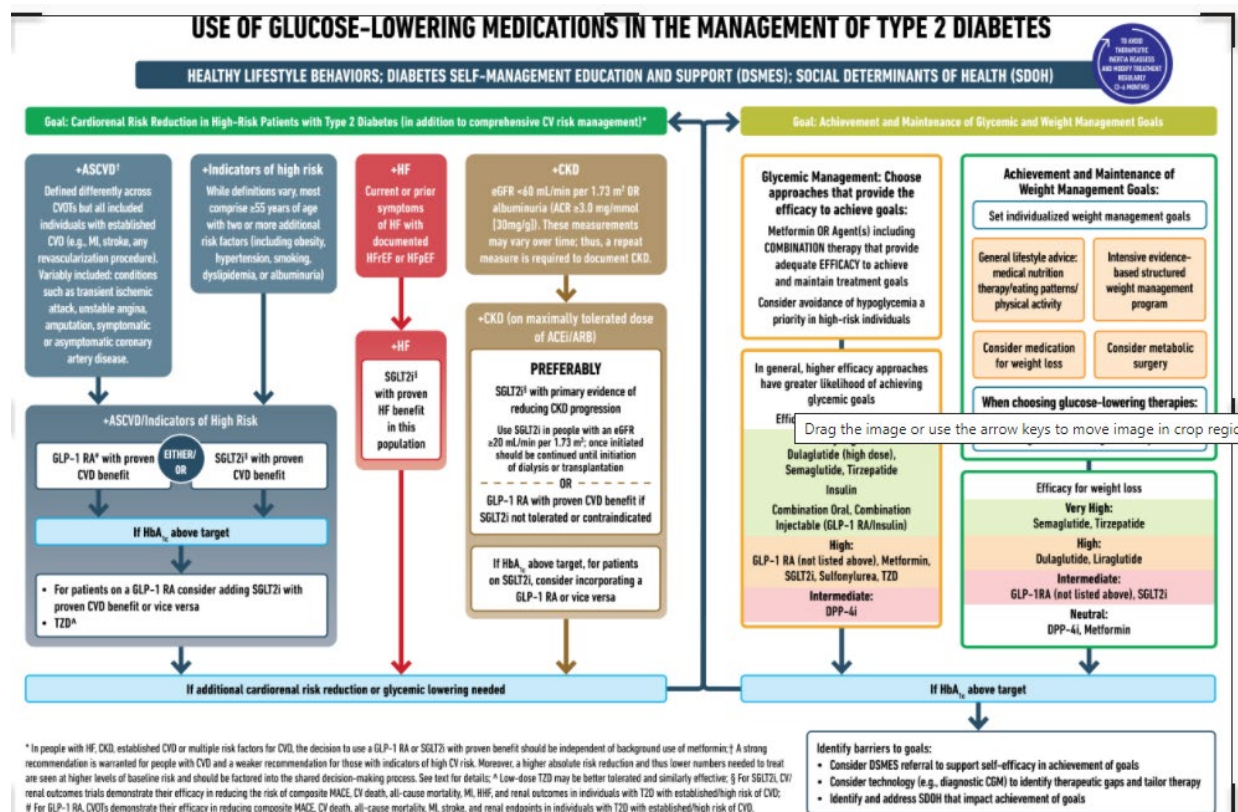 USE OF GLUCOSE-LOWERING MEDICATIONS IN THE MANAGEMENT OF TYPE 2 DIABETES
TO AVOID
THERAPEUTIC
INERTIA REASSESS
AND MODIFY TREATMENT
REGULARLY
(3-6 MONTHS)
HEALTHY LIFESTYLE BEHAVIORS; DIABETES SELF-MANAGEMENT EDUCATION AND SUPPORT (DSMES); SOCIAL DETERMINANTS OF HEALTH (SDOH)
Goal: Cardiorenal Risk Reduction in High-Risk Patients with Type 2 Diabetes (in addition to comprehensive CV risk management)*
+ASCVD†
Defined differently across
CVOTs but all included
individuals with established
CVD (e.g., MI, stroke, any
revascularization procedure).
Variably included: conditions
such as transient ischemic
attack, unstable angina,
amputation, symptomatic
or asymptomatic coronary
artery disease.
+Indicators of high risk
While definitions vary, most
comprise ≥55 years of age
with two or more additional
risk factors (including obesity,
hypertension, smoking,
dyslipidemia, or albuminuria)
+HF
Current or prior
symptoms
of HF with
documented
HFrEF or HFpEF
+CKD
eGFR <60 mL/min per 1.73 m² OR
albuminuria (ACR ≥3.0 mg/mmol
[30mg/g]). These measurements
may vary over time; thus, a repeat
measure is required to document CKD.
+ASCVD/Indicators of High Risk
GLP-1 RA# with proven
CVD benefit
EITHER/
OR
SGLT2i§ with proven
CVD benefit
If HbA1c above target
• For patients on a GLP-1 RA consider adding SGLT2i with
proven CVD benefit or vice versa
• TZD^
+HF
SGLT2i§
with proven
HF benefit
in this
population
+CKD (on maximally tolerated dose
of ACEi/ARB)
PREFERABLY
SGLT2i§ with primary evidence of
reducing CKD progression
Use SGLT2i in people with an eGFR
≥20 mL/min per 1.73 m²; once initiated
should be continued until initiation
of dialysis or transplantation
OR
GLP-1 RA with proven CVD benefit if
SGLT2i not tolerated or contraindicated
If HbA1c above target, for patients
on SGLT2i, consider incorporating a
GLP-1 RA or vice versa
If additional cardiorenal risk reduction or glycemic lowering needed
Goal: Achievement and Maintenance of Glycemic and Weight Management Goals
Glycemic Management: Choose
approaches that provide the
efficacy to achieve goals:
Metformin OR Agent(s) including
COMBINATION therapy that provide
adequate EFFICACY to achieve
and maintain treatment goals
Consider avoidance of hypoglycemia a
priority in high-risk individuals
In general, higher efficacy approaches
have greater likelihood of achieving
glycemic goals
Dulaglutide (high dose),
Semaglutide, Tirzepatide
Insulin
Combination Oral, Combination
Injectable (GLP-1 RA/Insulin)
High:
GLP-1 RA (not listed above), Metformin,
SGLT2i, Sulfonylurea, TZD
Intermediate:
DPP-4i
Achievement and Maintenance of
Weight Management Goals:
Set individualized weight management goals
General lifestyle advice:
medical nutrition
therapy/eating patterns/
physical activity
Intensive evidence-
based structured
weight management
program
Consider medication
for weight loss
Consider metabolic
surgery
When choosing glucose-lowering therapies:
Drag the image or use the arrow keys to move image in crop
Efficacy for weight loss
Very High:
Semaglutide, Tirzepatide
High:
Dulaglutide, Liraglutide
Intermediate:
GLP-1RA (not listed above), SGLT2i
Neutral:
DPP-4i, Metformin
If HbA1c above target
Identify barriers to goals:
• Consider DSMES referral to support self-efficacy in achievement of goals
• Consider technology (e.g., diagnostic CGM) to identify therapeutic gaps and tailor therapy
• Identify and address SDOH that impact achievement of goals
* In people with HF, CKD, established CVD or multiple risk factors for CVD, the decision to use a GLP-1 RA or SGLT2i with proven benefit should be independent of background use of metformin;† A strong
recommendation is warranted for people with CVD and a weaker recommendation for those with indicators of high CV risk. Moreover, a higher absolute risk reduction and thus lower numbers needed to treat
are seen at higher levels of baseline risk and should be factored into the shared decision-making process. See text for details; ^ Low-dose TZD may be better tolerated and similarly effective; § For SGLT2i, CV/
renal outcomes trials demonstrate their efficacy in reducing the risk of composite MACE, CV death, all-cause mortality, MI, HHF, and renal outcomes in individuals with T2D with established/high risk of CVD;
# For GLP-1 RA, CVOTs demonstrate their efficacy in reducing composite MACE, CV death, all-cause mortality, MI, stroke, and renal endpoints in individuals with T2D with established/high risk of CVD.